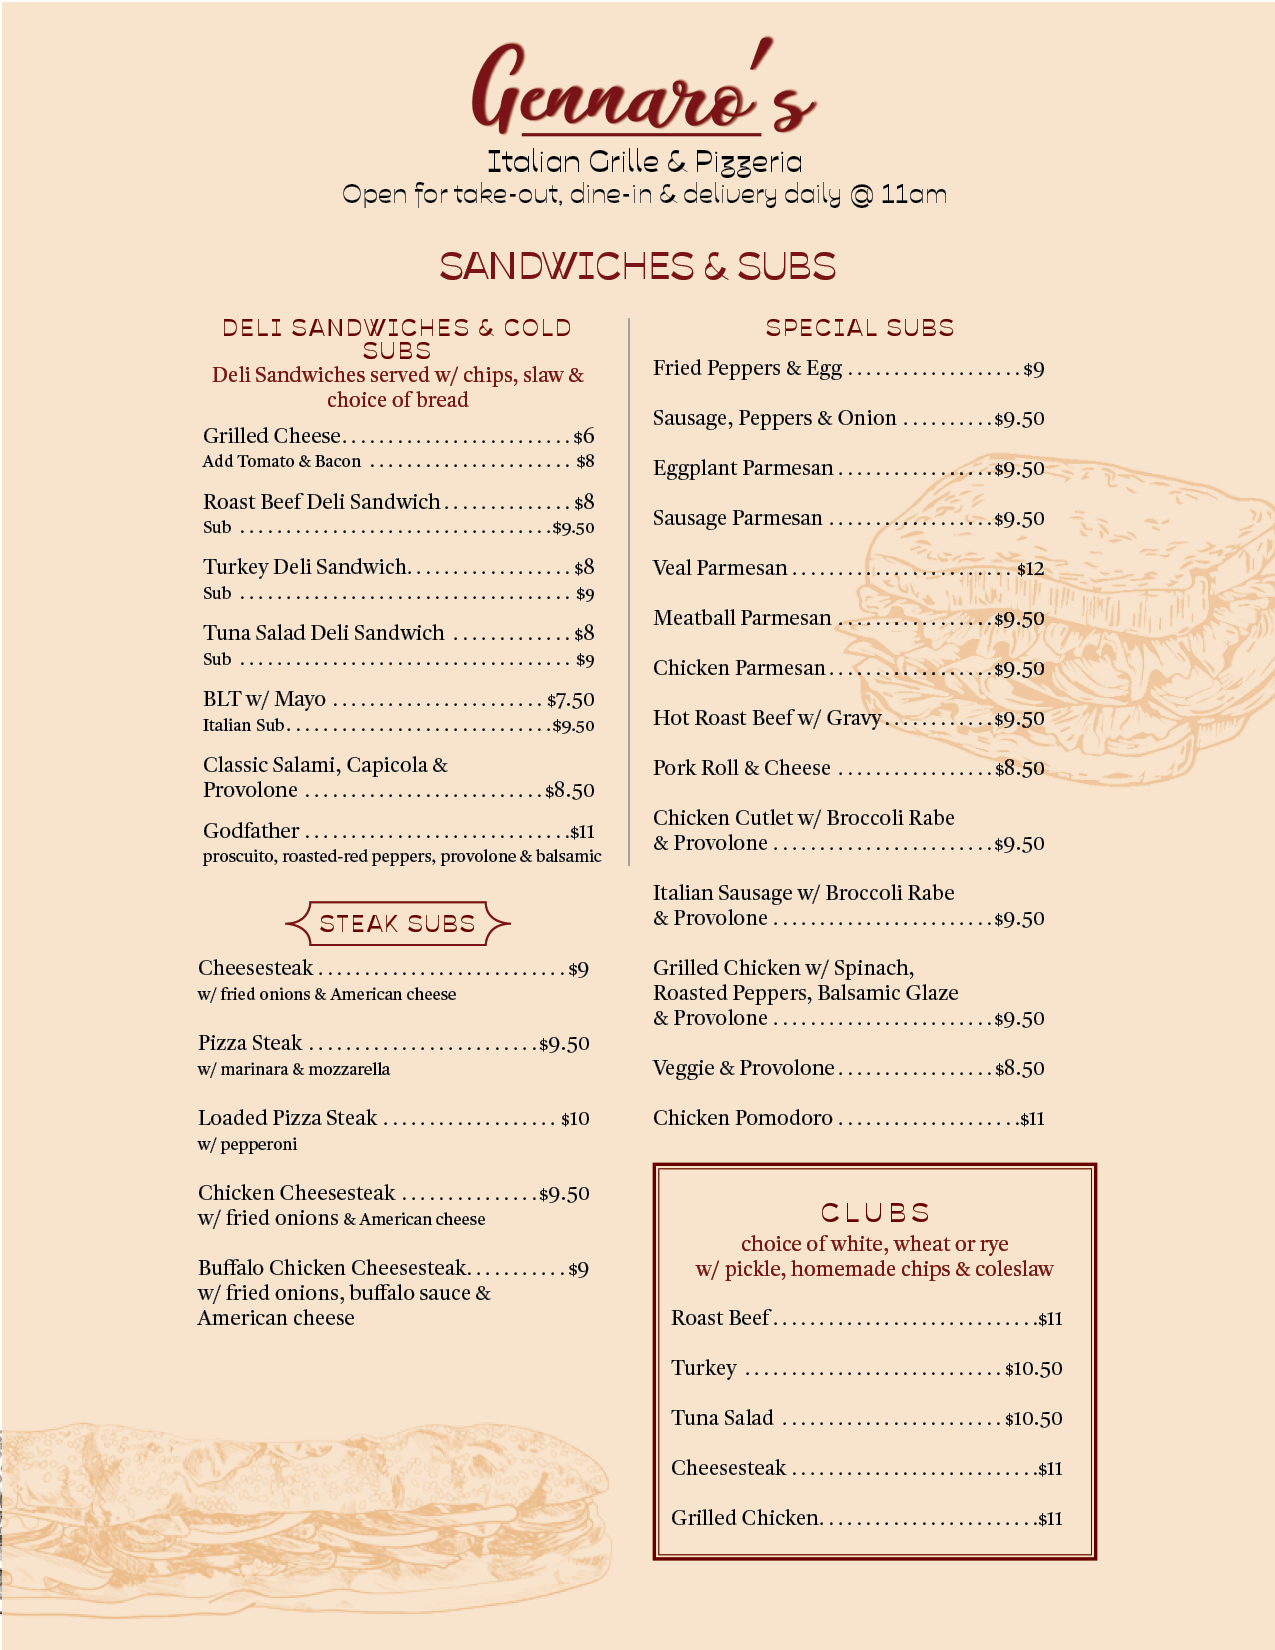 Gennaro's
Italian Grille & Pizzeria
Open for take-out, dine-in & delivery daily @ 11am
SANDWICHES & SUBS
DELI SANDWICHES & COLD
SUBS
Deli Sandwiches served w/ chips, slaw &
choice of bread
Grilled Cheese.........................$6
Add Tomato & Bacon ...................... $8
Roast Beef Deli Sandwich..............$8
Sub ..................................$9.50
Turkey Deli Sandwich..................$8
Sub .................................... $9
Tuna Salad Deli Sandwich .............$8
Sub .................................... $9
BLT w/ Mayo .......................$7.50
Italian Sub.............................$9.50
Classic Salami, Capicola &
Provolone ..........................$8.50
Godfather .............................$11
proscuito, roasted-red peppers, provolone & balsamic
STEAK SUBS
Cheesesteak ...........................$9
w/ fried onions & American cheese
Pizza Steak .........................$9.50
w/ marinara & mozzarella
Loaded Pizza Steak ................... $10
w/ pepperoni
Chicken Cheesesteak ...............$9.50
w/ fried onions & American cheese
Buffalo Chicken Cheesesteak...........$9
w/ fried onions, buffalo sauce &
American cheese
SPECIAL SUBS
Fried Peppers & Egg ...................$9
Sausage, Peppers & Onion ..........$9.50
Eggplant Parmesan .................$9.50
Sausage Parmesan ..................$9.50
Veal Parmesan ........................ $12
Meatball Parmesan .................$9.50
Chicken Parmesan..................$9.50
Hot Roast Beef w/ Gravy............$9.50
Pork Roll & Cheese .................$8.50
Chicken Cutlet w/ Broccoli Rabe
& Provolone ........................$9.50
Italian Sausage w/ Broccoli Rabe
& Provolone ........................$9.50
Grilled Chicken w/ Spinach,
Roasted Peppers, Balsamic Glaze
& Provolone ........................$9.50
Veggie & Provolone.................$8.50
Chicken Pomodoro ....................$11
CLUBS
choice of white, wheat or rye
w/ pickle, homemade chips & coleslaw
Roast Beef.............................$11
Turkey ............................$10.50
Tuna Salad ........................$10.50
Cheesesteak ...........................$11
Grilled Chicken........................$11